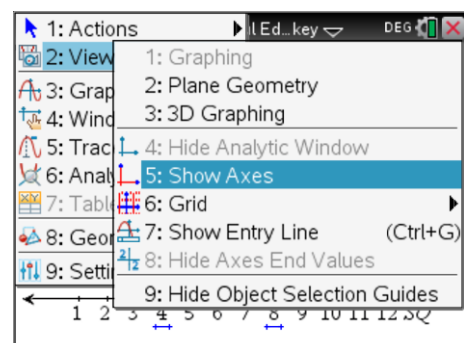 1: Actions
l Ed...key DEG
2: View
1: Graphing
2: Plane Geometry
3: Grap
3: 3D Graphing
4: Wind
4: Hide Analytic Window
5: Trac
5: Show Axes
6: Anal
6: Grid
7: Tabl
7: Show Entry Line (Ctrl+G)
8: Geor
8: Hide Axes End Values
9: Setti
9: Hide Object Selection Guides
1 2 3 4 5 6 7 8 9 10 11 12 SQ